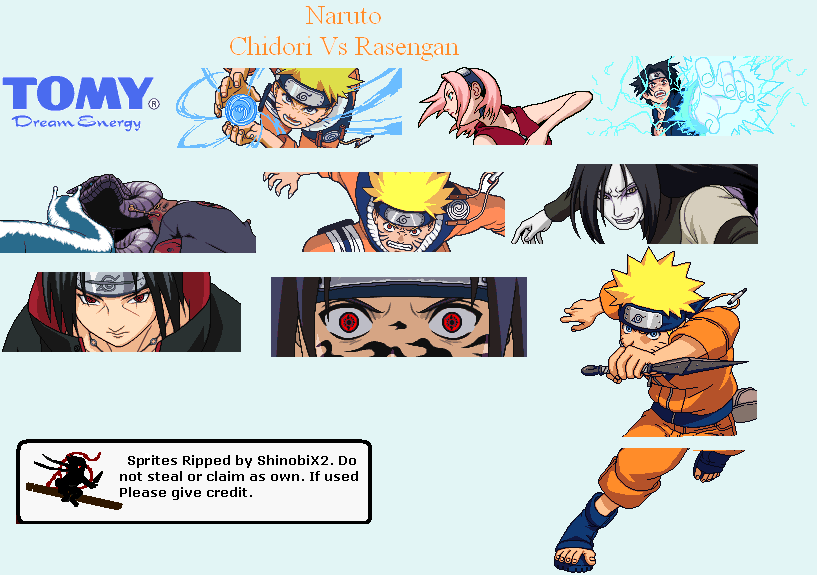 Naruto
Chidori Vs Rasengan
TOMY®
Dream Energy
Sprites Ripped by ShinobiX2. Do
not steal or claim as own. If used
Please give credit.